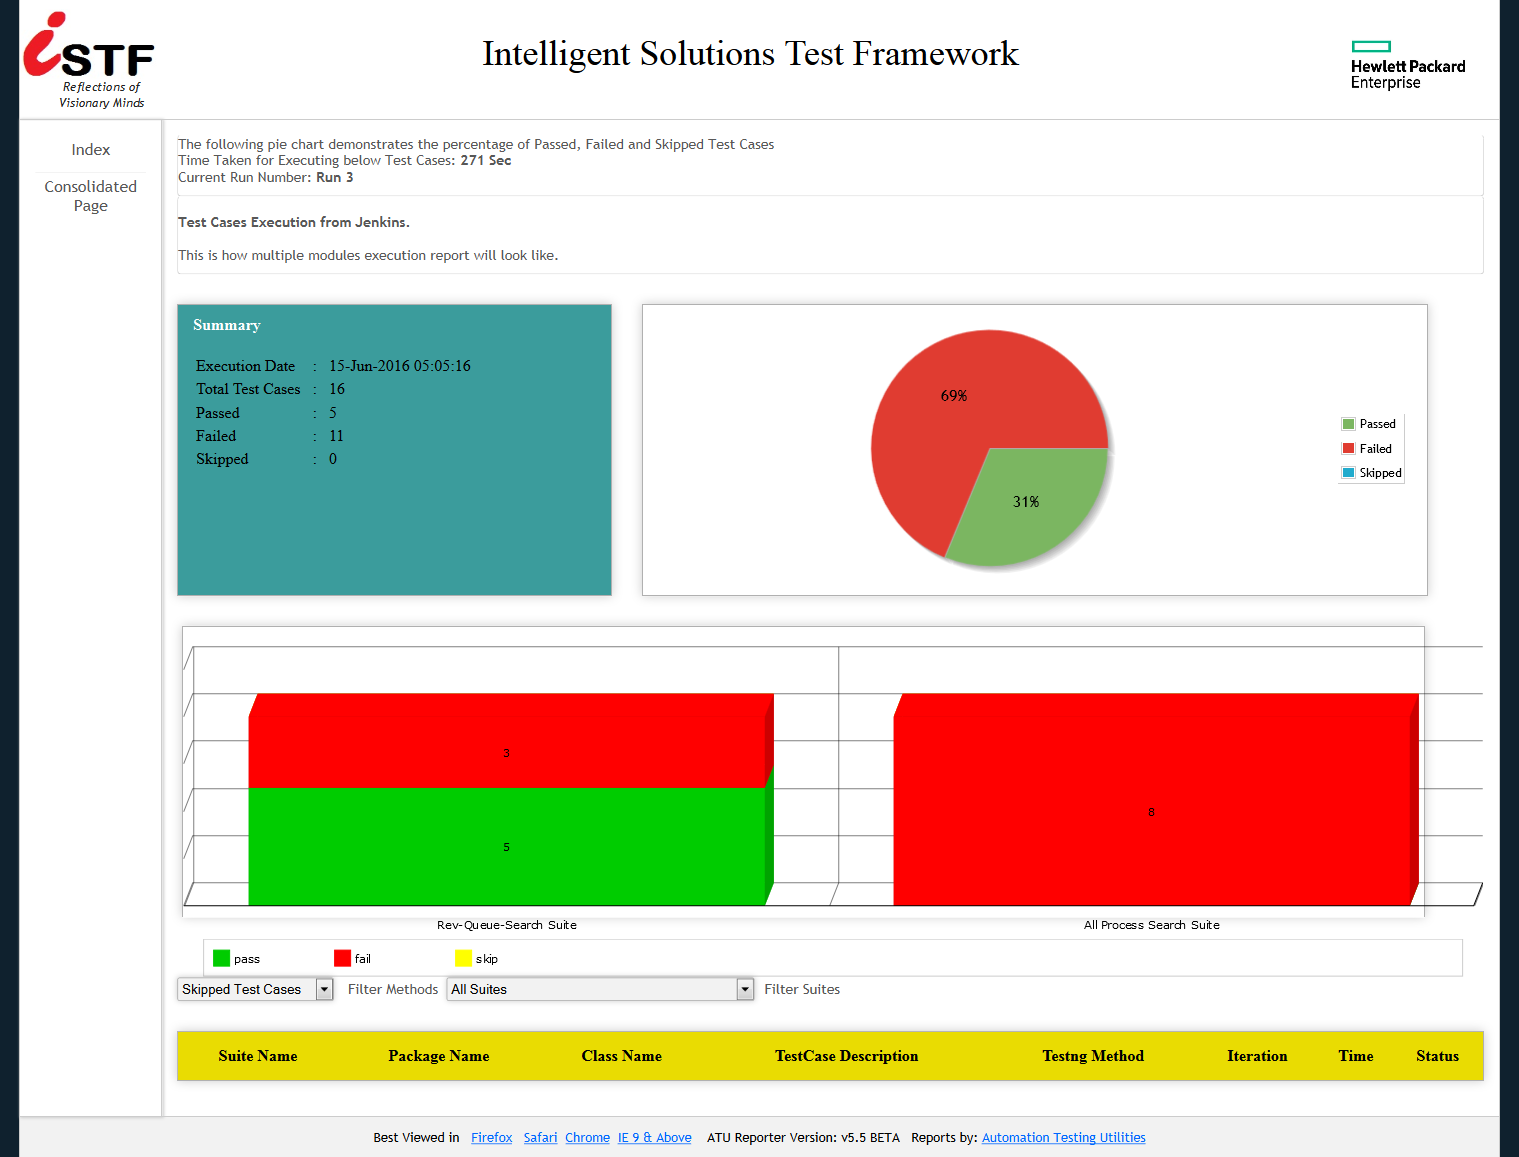 iSTF
Reflections of
Visionary Minds
Intelligent Solutions Test Framework
Hewlett Packard
Enterprise
Index
Consolidated
Page
The following pie chart demonstrates the percentage of Passed, Failed and Skipped Test Cases
Time Taken for Executing below Test Cases: 271 Sec
Current Run Number: Run 3
Test Cases Execution from Jenkins.
This is how multiple modules execution report will look like.
Summary
Execution Date : 15-Jun-2016 05:05:16
Total Test Cases : 16
Passed : 5
Failed : 11
Skipped : 0
69%
31%
Passed
Failed
Skipped
3
5
8
Rev-Queue-Search Suite
All Process Search Suite
pass fail skip
Skipped Test Cases Filter Methods All Suites Filter Suites
Suite Name Package Name Class Name TestCase Description Testng Method Iteration Time Status
Best Viewed in Firefox Safari Chrome IE 9 & Above ATU Reporter Version: v5.5 BETA Reports by: Automation Testing Utilities